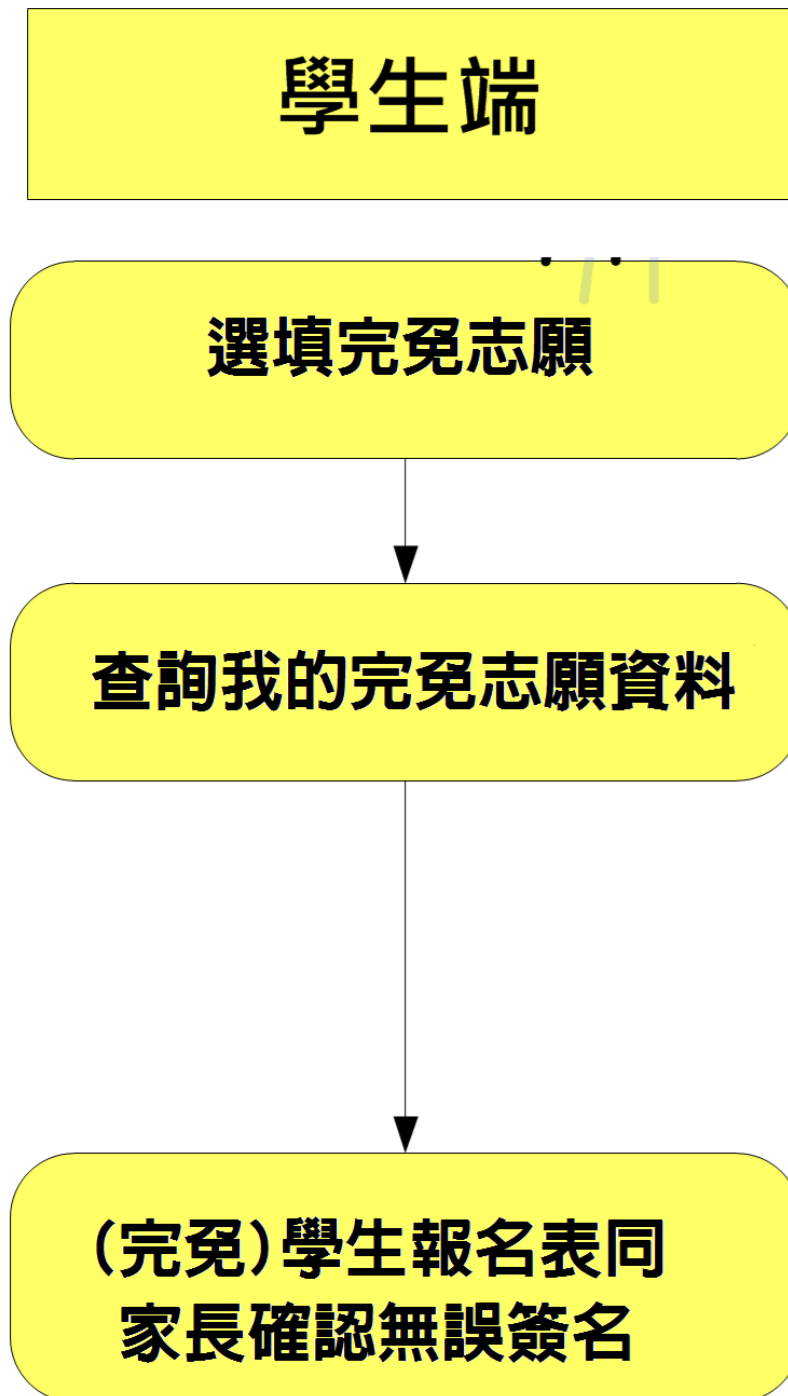 學生端
選填完免志願
查詢我的完免志願資料
(完免)學生報名表同
家長確認無誤簽名